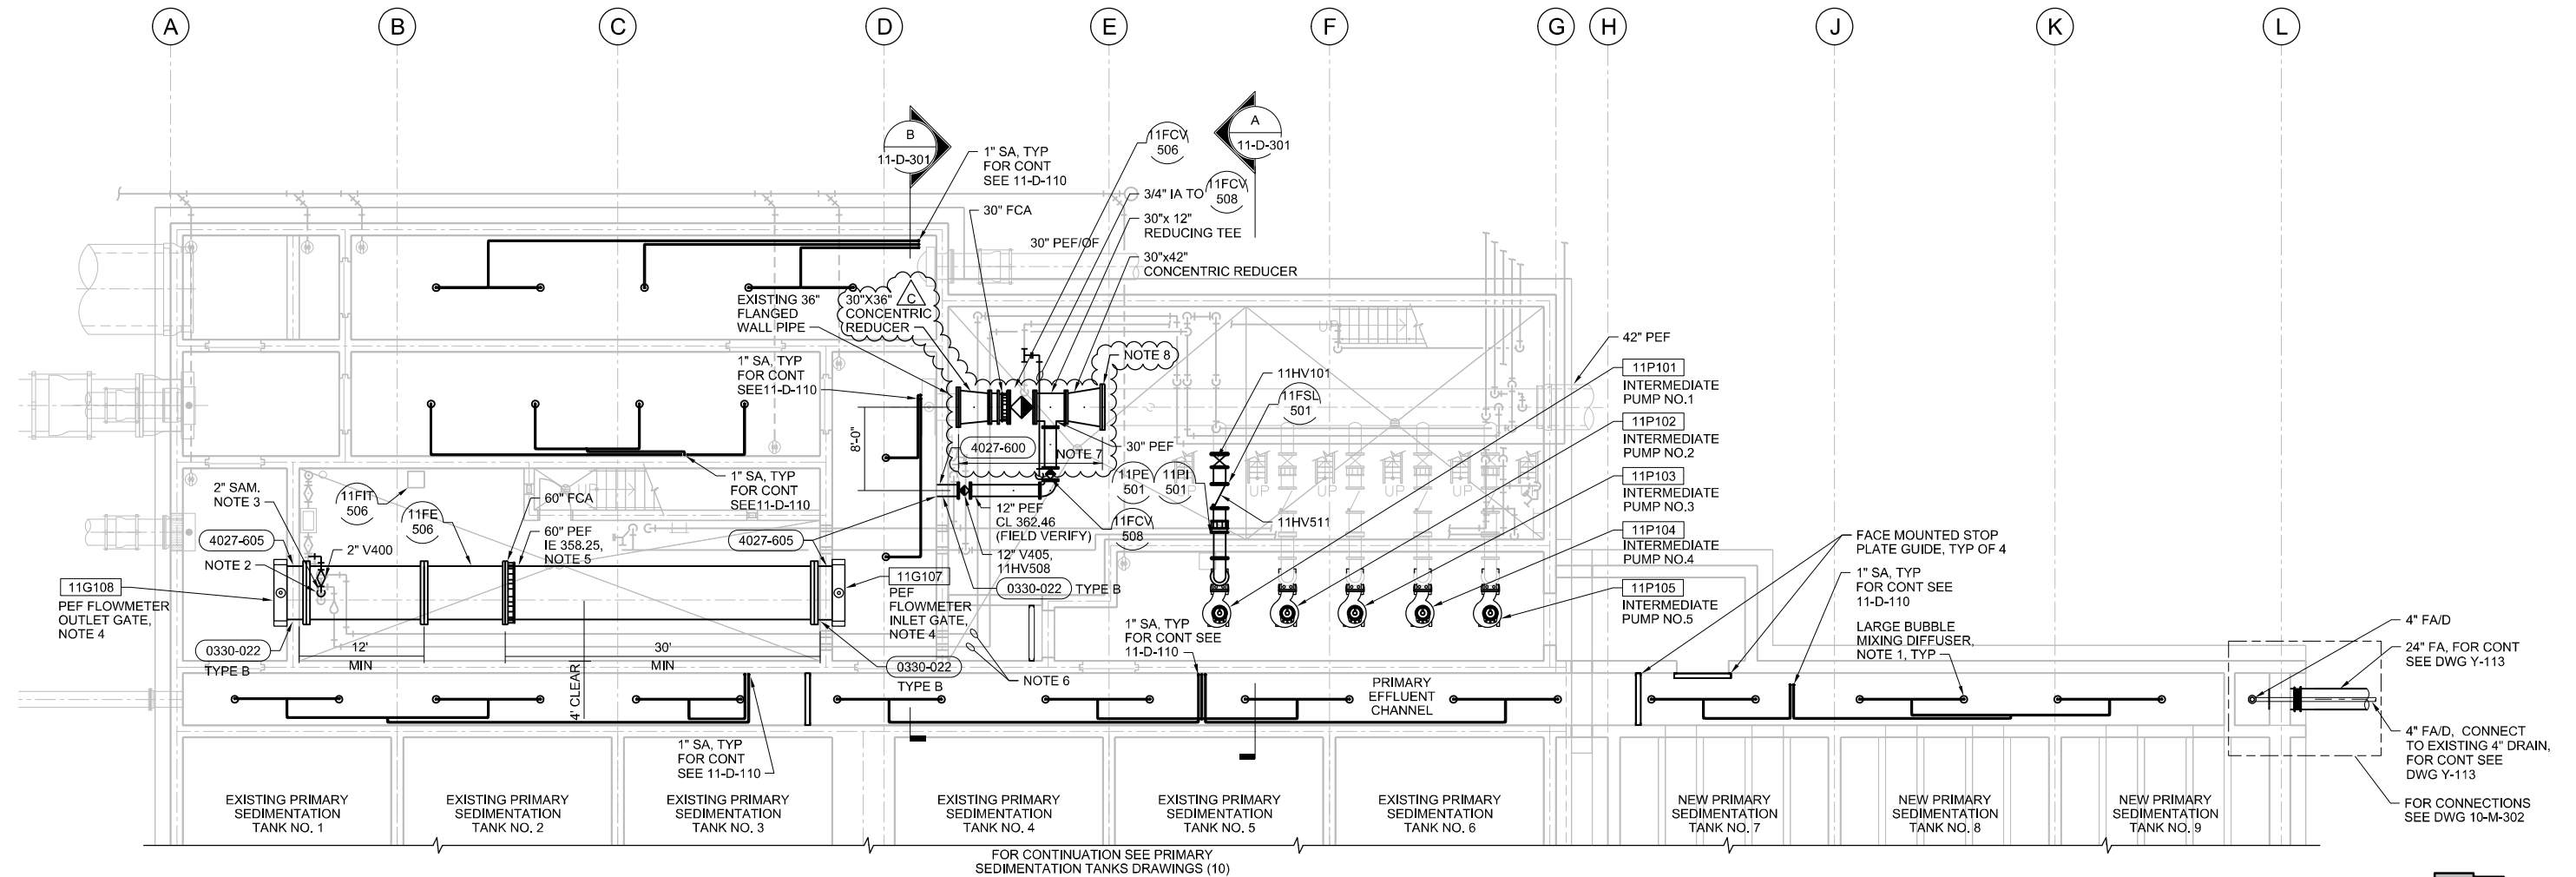 A
B
C
D
E
F
G
H
J
K
L
B
11-D-301
1" SA, TYP
FOR CONT
SEE 11-D-110
11FCV
506
A
11-D-301
30" FCA
3/4" IA TO
11FCV
508
30"x 12"
REDUCING TEE
30" PEF/OF
30"x42"
CONCENTRIC REDUCER
EXISTING 36"
FLANGED
WALL PIPE
30"X36"
CONCENTRIC
REDUCER
C
NOTE 8
UP
42" PEF
1" SA, TYP
FOR CONT
SEE11-D-110
8'-0"
11HV101
11FSL
501
11P101
INTERMEDIATE
PUMP NO.1
11P102
INTERMEDIATE
PUMP NO.2
11P103
INTERMEDIATE
PUMP NO.3
11P104
INTERMEDIATE
PUMP NO.4
11P105
INTERMEDIATE
PUMP NO.5
4027-600
NOTE 7
30" PEF
11PE
501
11PI
501
UP
UP
UP
UP
UP
11HV511
1" SA, TYP
FOR CONT
SEE11-D-110
2" SAM.
NOTE 3
11FIT
506
11FE
506
60" FCA
60" PEF
IE 358.25,
NOTE 5
UP
4027-605
2" V400
NOTE 2
4027-605
12" PEF
CL 362.46
(FIELD VERIFY)
11FCV
508
12" V405,
11HV508
0330-022
TYPE B
11G108
PEF FLOWMETER
OUTLET GATE,
NOTE 4
11G107
PEF
FLOWMETER
INLET GATE,
NOTE 4
0330-022
TYPE B
12'
MIN
30'
MIN
4' CLEAR
0330-022
TYPE B
NOTE 6
1" SA, TYP
FOR CONT SEE
11-D-110
FACE MOUNTED STOP
PLATE GUIDE, TYP OF 4
1" SA, TYP
FOR CONT SEE
11-D-110
LARGE BUBBLE
MIXING DIFFUSER,
NOTE 1, TYP
4" FA/D
24" FA, FOR CONT
SEE DWG Y-113
PRIMARY
EFFLUENT
CHANNEL
4" FA/D, CONNECT
TO EXISTING 4" DRAIN,
FOR CONT SEE
DWG Y-113
1" SA, TYP
FOR CONT
SEE 11-D-110
FOR CONNECTIONS
SEE DWG 10-M-302
EXISTING PRIMARY
SEDIMENTATION
TANK NO. 1
EXISTING PRIMARY
SEDIMENTATION
TANK NO. 2
EXISTING PRIMARY
SEDIMENTATION
TANK NO. 3
EXISTING PRIMARY
SEDIMENTATION
TANK NO. 4
EXISTING PRIMARY
SEDIMENTATION
TANK NO. 5
EXISTING PRIMARY
SEDIMENTATION
TANK NO. 6
NEW PRIMARY
SEDIMENTATION
TANK NO. 7
NEW PRIMARY
SEDIMENTATION
TANK NO. 8
NEW PRIMARY
SEDIMENTATION
TANK NO. 9
FOR CONTINUATION SEE PRIMARY
SEDIMENTATION TANKS DRAWINGS (10)